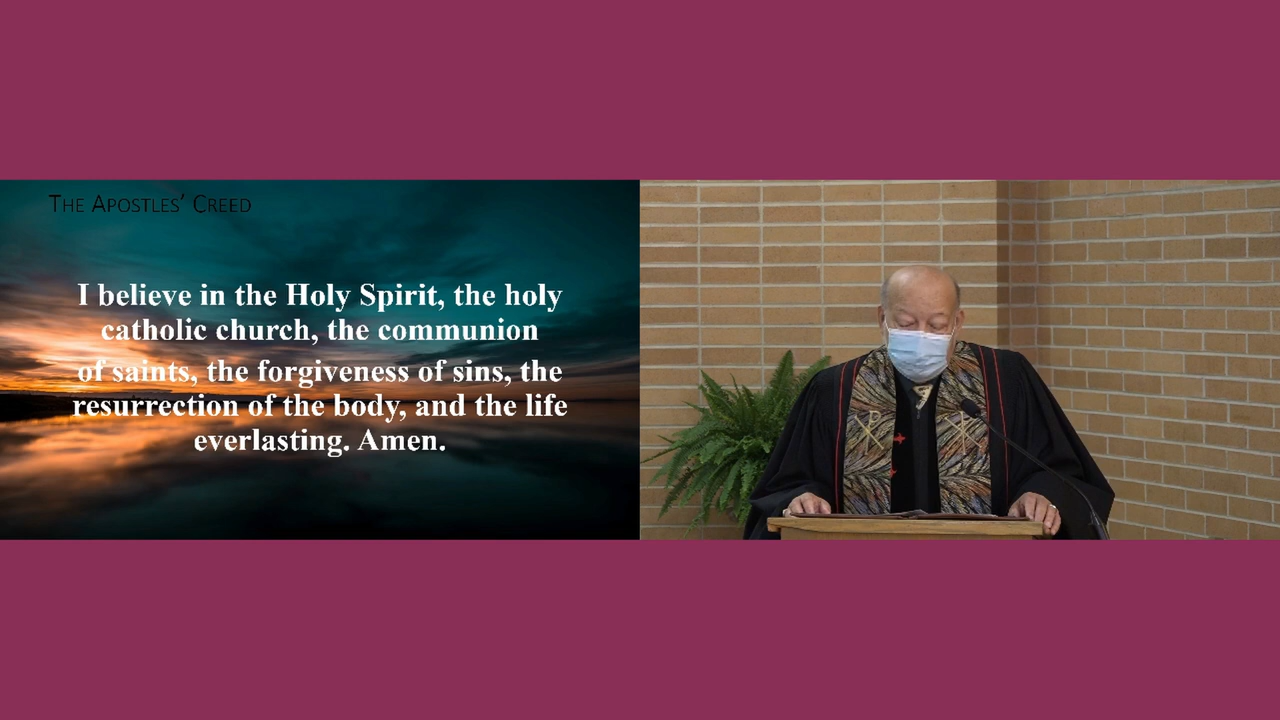 THE APOSTLES’ CREED
I believe in the Holy Spirit, the holy
catholic church, the communion
of saints, the forgiveness of sins, the
resurrection of the body, and the life
everlasting. Amen.